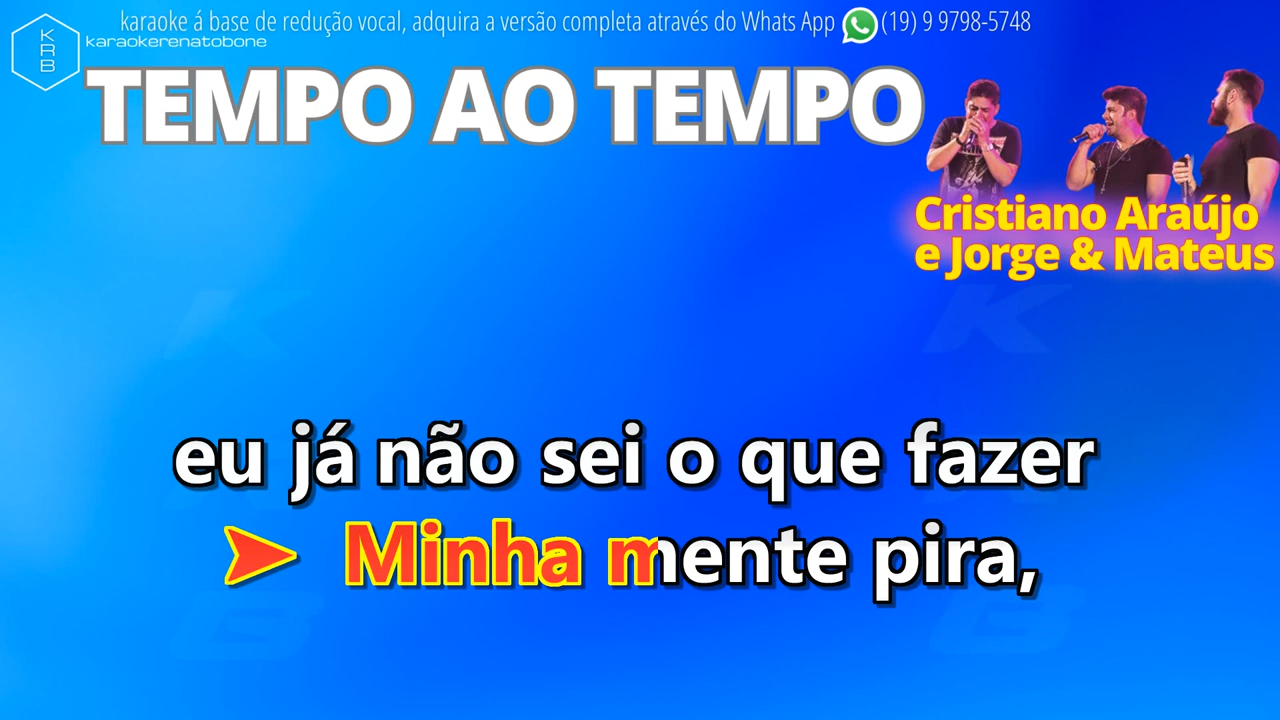 karaoke á base de redução vocal, adquira a versão completa através do Whats App (19) 9 9798-5748
K
R
B
karaokerenatobone
TEMPO AO TEMPO
Cristiano Araújo
e Jorge & Mateus
K
K
eu já não sei o que fazer
➤ Minha mente pira,
B
B